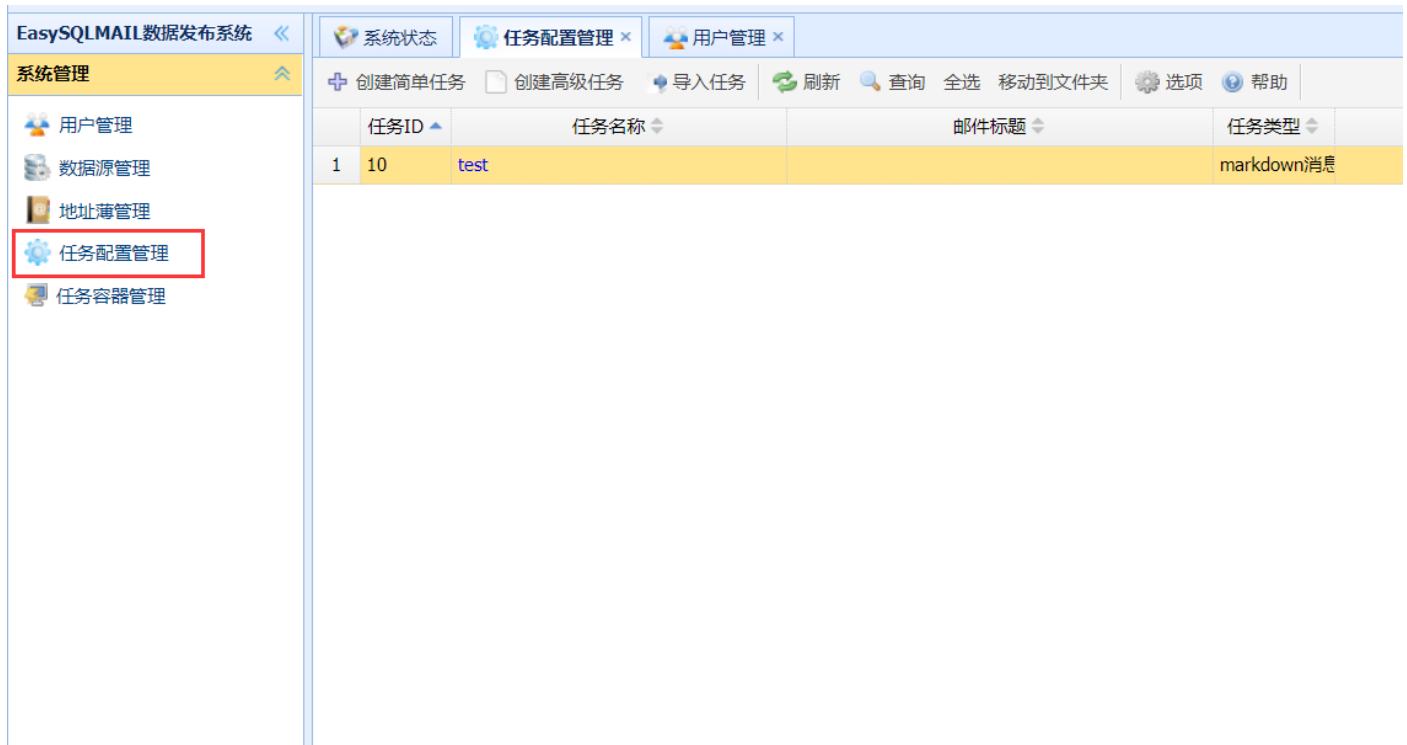 EasySQLMAIL数据发布系统
系统管理
用户管理
数据源管理
地址薄管理
任务配置管理
任务容器管理
系统状态 任务配置管理 用户管理
创建简单任务 创建高级任务 导入任务 刷新 查询 全选 移动到文件夹 选项 帮助
任务ID 任务名称 邮件标题 任务类型
1 10 test markdown消息